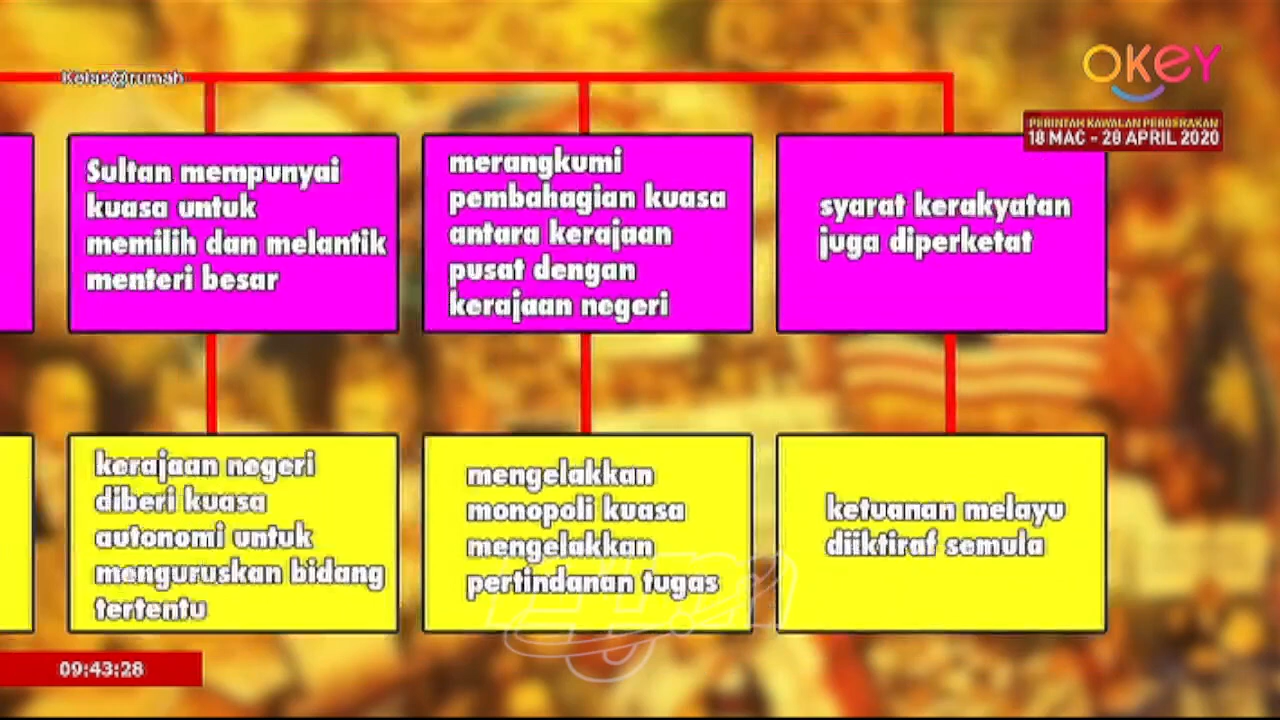 Kelas@rumah
OKeY
PERINTAH KAWALAN PERGERAKAN
18 MAC - 28 APRIL 2020
Sultan mempunyai
kuasa untuk
memilih dan melantik
menteri besar
merangkumi
pembahagian kuasa
antara kerajaan
pusat dengan
kerajaan negeri
syarat kerakyatan
juga diperketat
kerajaan negeri
diberi kuasa
autonomi untuk
menguruskan bidang
tertentu
mengelakkan
monopoli kuasa
mengelakkan
pertindanan tugas
ketuanan melayu
diiktiraf semula
09:43:28